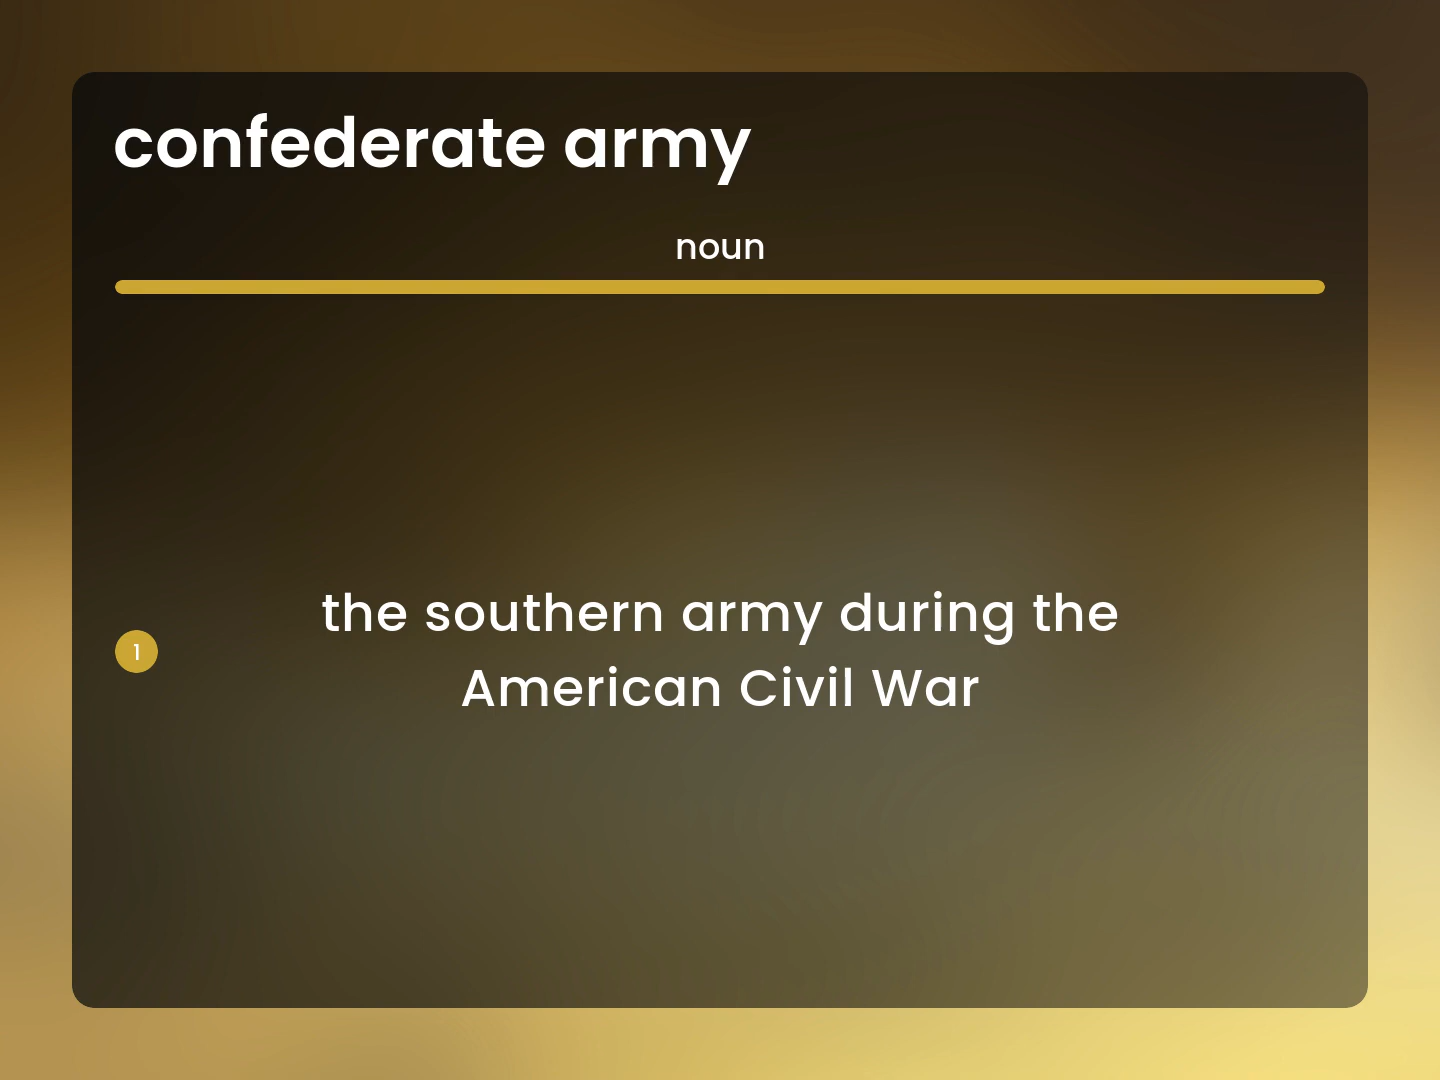 confederate army
noun
1
the southern army during the
American Civil War